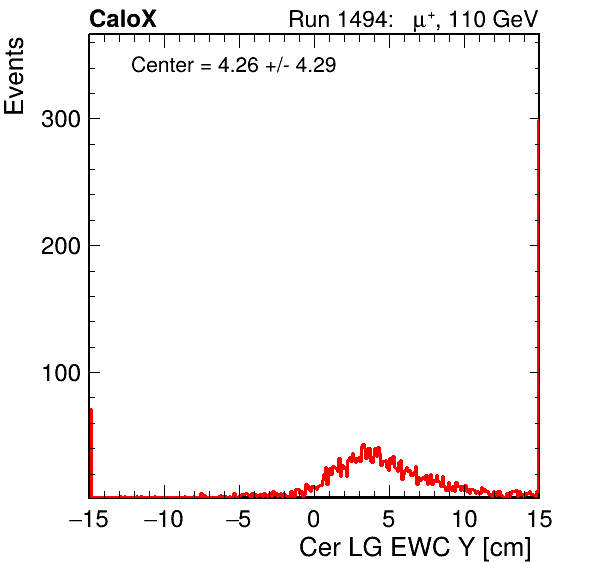 CaloX Run 1494: μ⁺, 110 GeV
Center = 4.26 +/- 4.29
Events
300
200
100
−15 −10 −5 0 5 10 15
Cer LG EWC Y [cm]